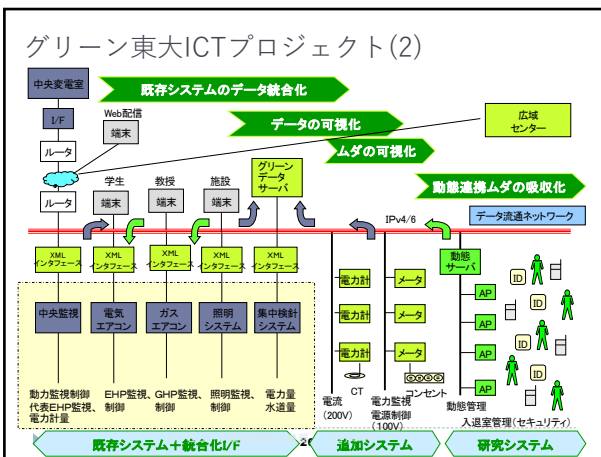 グリーン東大ICTプロジェクト(2)
中央変電室
既存システムのデータ統合化
I/F
Web配信
端末
データの可視化
広域
センター
ルータ
ムダの可視化
グリーン
データ
サーバ
学生
教授
施設
動態連携ムダの吸収化
ルータ
端末
端末
端末
IPv4/6
データ流通ネットワーク
XML
インタフェース
XML
インタフェース
XML
インタフェース
XML
インタフェース
XML
インタフェース
動態
サーバ
電力計
メータ
ID
中央監視
電気
エアコン
ガス
エアコン
照明
システム
集中検針
システム
電力計
メータ
AP
ID
AP
電力計
メータ
AP
ID
CT
コンセント
AP
ID
動力監視制御
代表EHP監視、
電力計量
EHP監視、
制御
GHP監視、
制御
照明監視、
制御
電力量
水道量
電流
(200V)
電力監視
電源制御
(100V)
動態管理
入退室管理(セキュリティ)
既存システム+統合化I/F
追加システム
研究システム